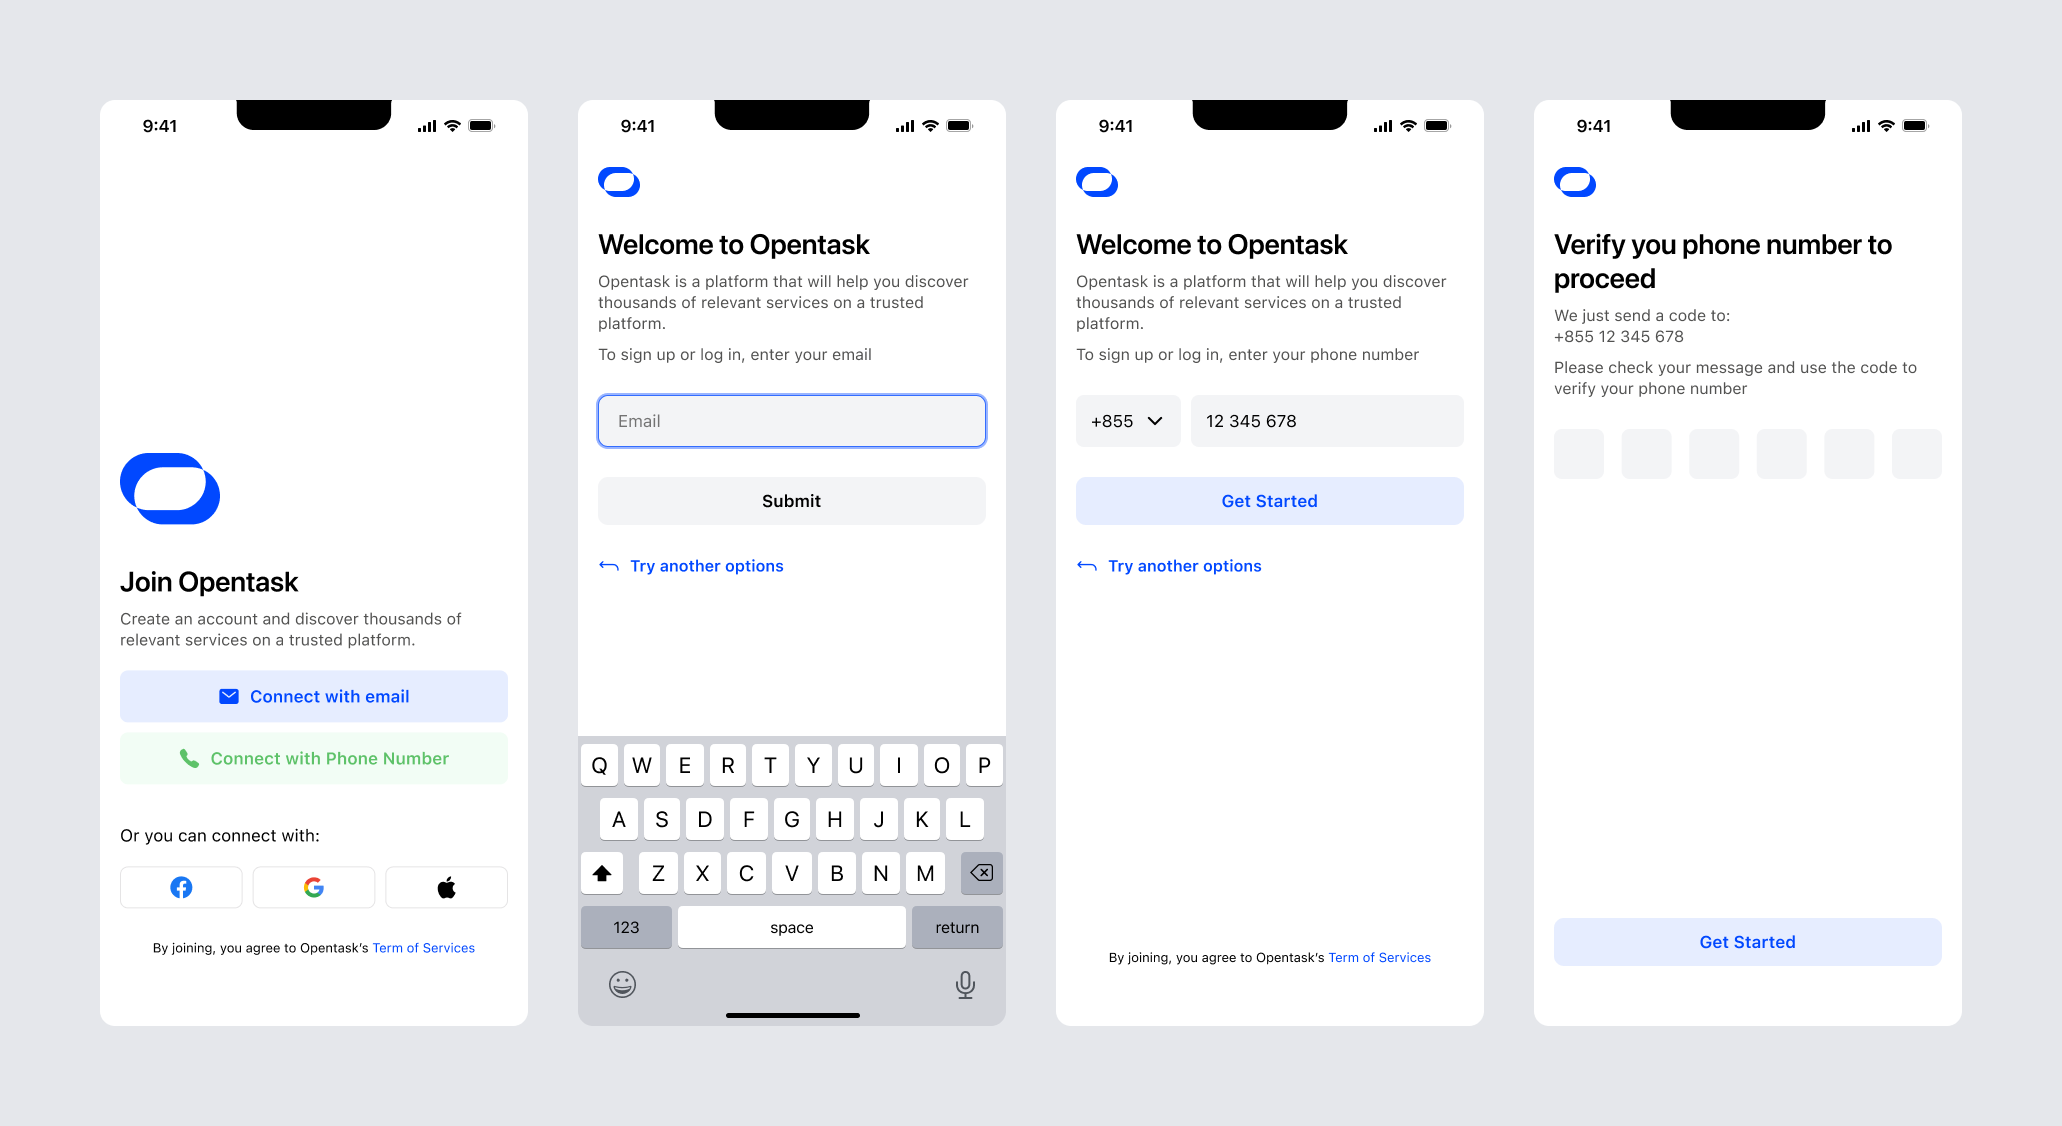 9:41
Join Opentask
Create an account and discover thousands of
relevant services on a trusted platform.
Connect with email
Connect with Phone Number
Or you can connect with:
By joining, you agree to Opentask's Term of Services
9:41
Welcome to Opentask
Opentask is a platform that will help you discover
thousands of relevant services on a trusted
platform.
To sign up or log in, enter your email
Email
Submit
Try another options
Q W E R T Y U I O P
A S D F G H J K L
Z X C V B N M
123 space return
9:41
Welcome to Opentask
Opentask is a platform that will help you discover
thousands of relevant services on a trusted
platform.
To sign up or log in, enter your phone number
+855 12 345 678
Get Started
Try another options
By joining, you agree to Opentask's Term of Services
9:41
Verify you phone number to
proceed
We just send a code to:
+855 12 345 678
Please check your message and use the code to
verify your phone number
Get Started